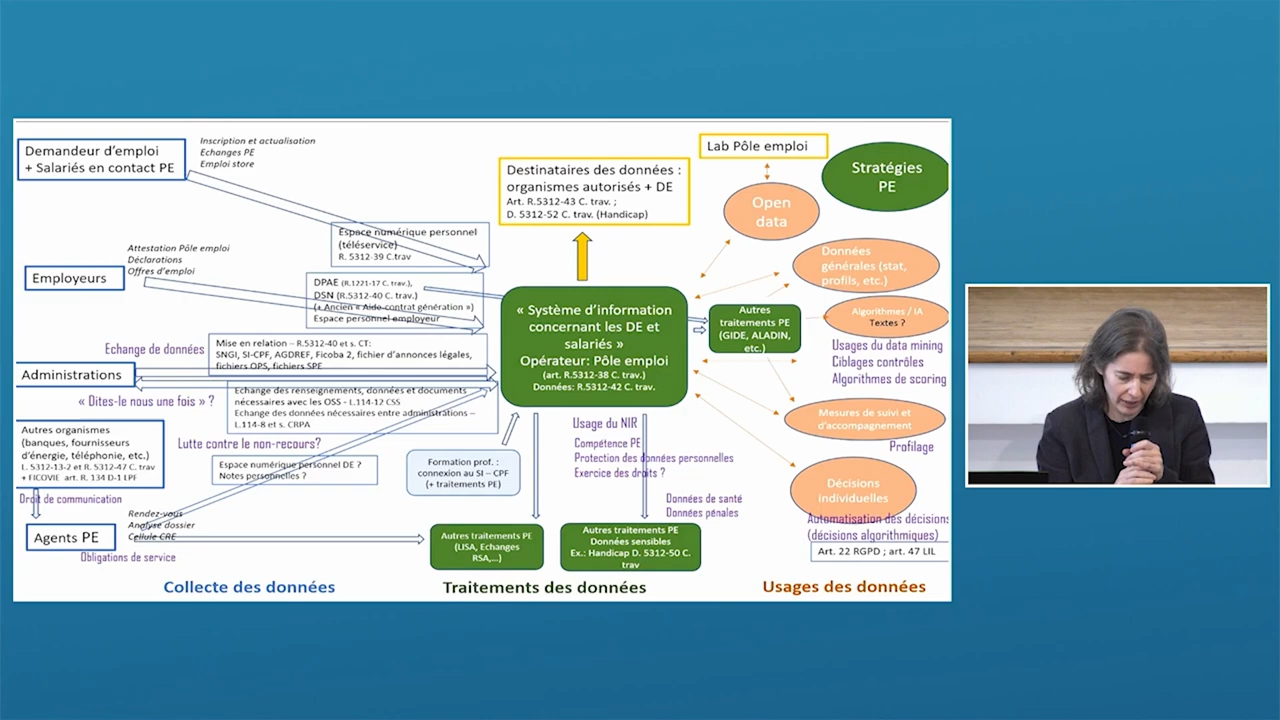 Demandeur d'emploi
+ Salariés en contact PE
Inscription et actualisation
Echanges PE
Emploi store
Espace numérique personnel
(téléservice)
R. 5312-39 C.trav
Attestation Pôle emploi
Déclarations
Offres d'emploi
Employeurs
DPAE (R.1221-17 C. trav.),
DSN (R.5312-40 C. trav.)
(+ Ancien « Aide-contrat génération »)
Espace personnel employeur
Echange de données
Mise en relation – R.5312-40 et s. CT:
SNGI, SI-CPF, AGDREF, Ficoba 2, fichier d'annonces légales,
fichiers OPS, fichiers SPE
Administrations
« Dites-le nous une fois » ?
Echange des renseignements, données et documents
nécessaires avec les OSS - L.114-12 CSS
Echange des données nécessaires entre administrations –
L.114-8 et s. CRPA
Autres organismes
(banques, fournisseurs
d'énergie, téléphonie, etc.)
L. 5312-13-2 et R. 5312-47 C. trav
+ FICOVIE art. R. 134 D-1 LPF
Lutte contre le non-recours?
Espace numérique personnel DE ?
Notes personnelles ?
Droit de communication
Agents PE
Rendez-vous
Analyse dossier
Cellule CRE
Obligations de service
Collecte des données
Destinataires des données :
organismes autorisés + DE
Art. R.5312-43 C. trav. ;
D. 5312-52 C. trav. (Handicap)
« Système d'information
concernant les DE et
salariés »
Opérateur: Pôle emploi
(art. R.5312-38 C. trav.)
Données: R.5312-42 C. trav.
Formation prof. :
connexion au SI – CPF
(+ traitements PE)
Usage du NIR
Compétence PE
Protection des données personnelles
Exercice des droits ?
Données de santé
Données pénales
Autres traitements PE
(LISA, Echanges
RSA,...)
Autres traitements PE
Données sensibles
Ex.: Handicap D. 5312-50 C.
trav
Traitements des données
Lab Pôle emploi
Stratégies
PE
Open
data
Données
générales (stat,
profils, etc.)
Autres
traitements PE
(GIDE, ALADIN,
etc.)
Algorithmes / IA
Textes ?
Usages du data mining
Ciblages contrôles
Algorithmes de scoring
Mesures de suivi et
d'accompagnement
Profilage
Décisions
individuelles
Automatisation des décisions
(décisions algorithmiques)
Art. 22 RGPD ; art. 47 LIL
Usages des données